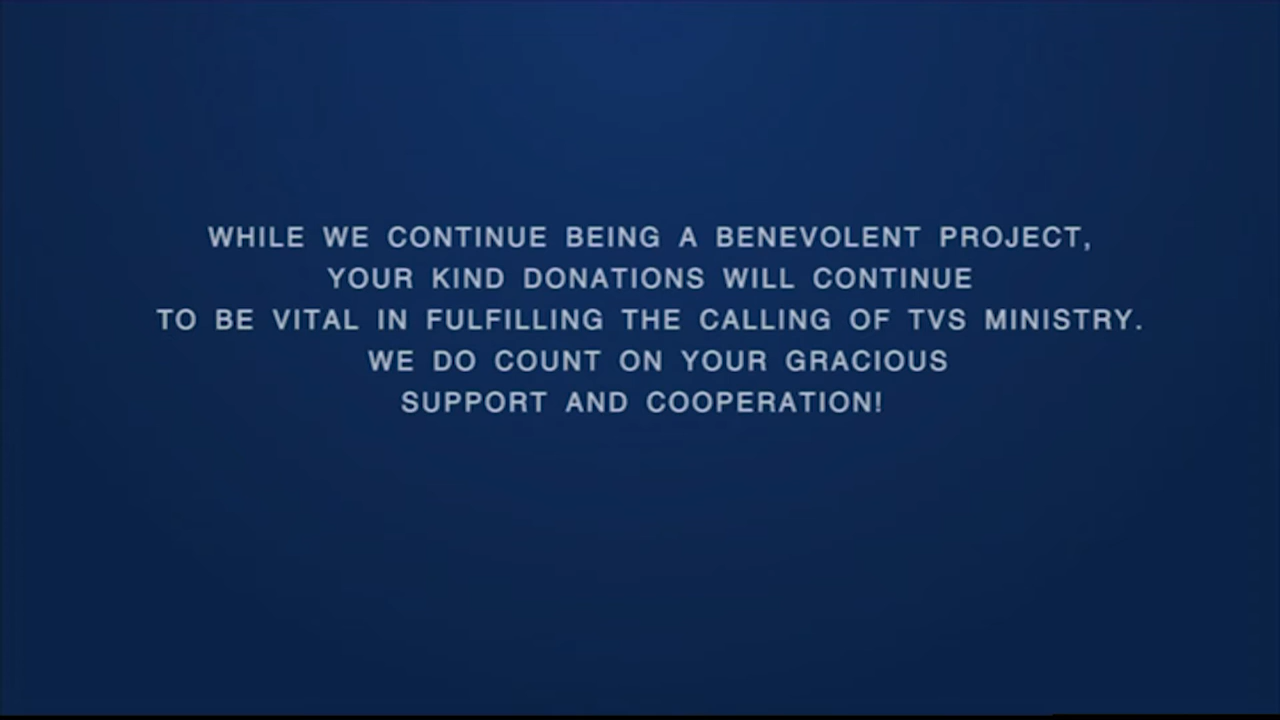 WHILE WE CONTINUE BEING A BENEVOLENT PROJECT,
YOUR KIND DONATIONS WILL CONTINUE
TO BE VITAL IN FULFILLING THE CALLING OF TVS MINISTRY.
WE DO COUNT ON YOUR GRACIOUS
SUPPORT AND COOPERATION!